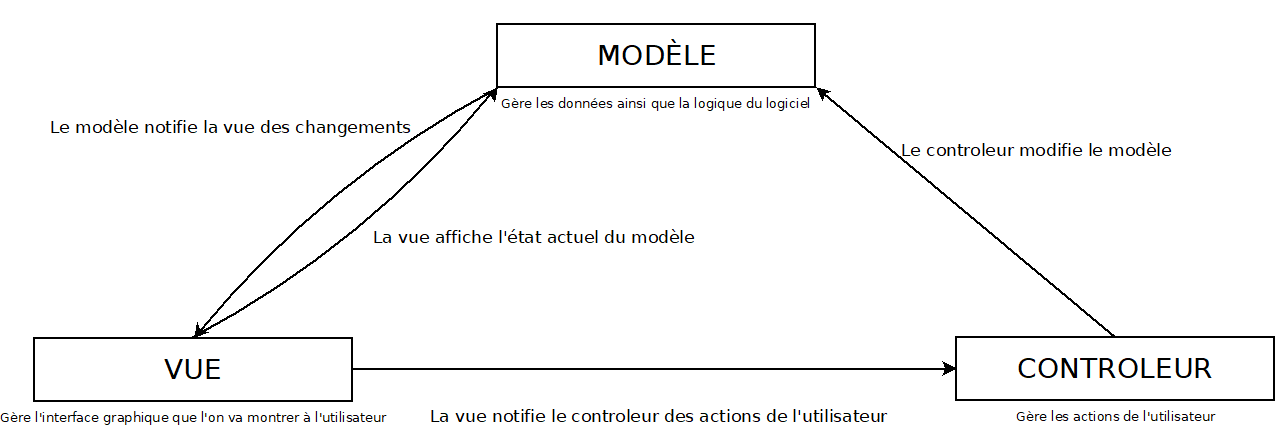 MODÈLE
Gère les données ainsi que la logique du logiciel
Le modèle notifie la vue des changements
Le controleur modifie le modèle
La vue affiche l'état actuel du modèle
VUE
CONTROLEUR
Gère l'interface graphique que l'on va montrer à l'utilisateur
La vue notifie le controleur des actions de l'utilisateur
Gère les actions de l'utilisateur